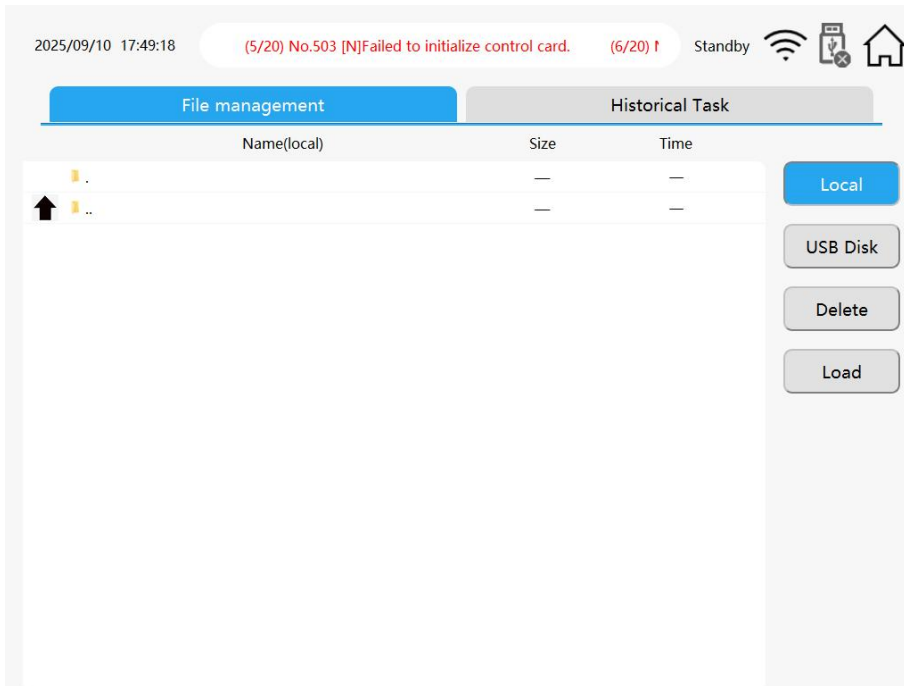 2025/09/10 17:49:18 (5/20) No.503 [N]Failed to initialize control card. (6/20) Standby
File management Historical Task
Name(local) Size Time
. — —
.. — —
Local
USB Disk
Delete
Load